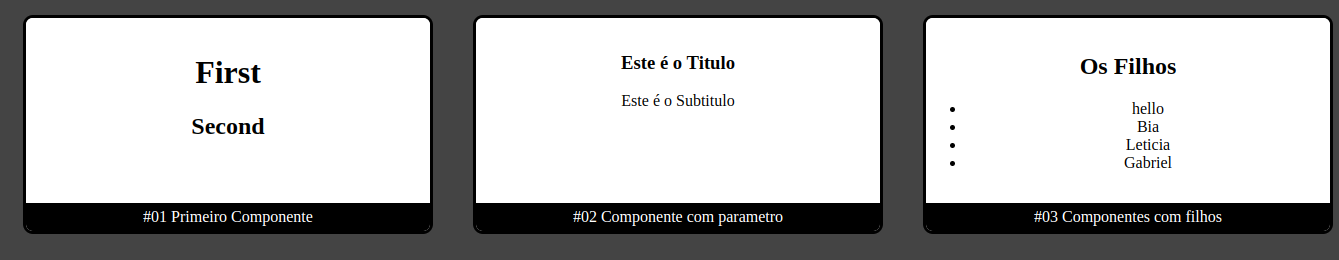 First
Second
#01 Primeiro Componente
Este é o Titulo
Este é o Subtitulo
#02 Componente com parametro
Os Filhos
hello
Bia
Leticia
Gabriel
#03 Componentes com filhos